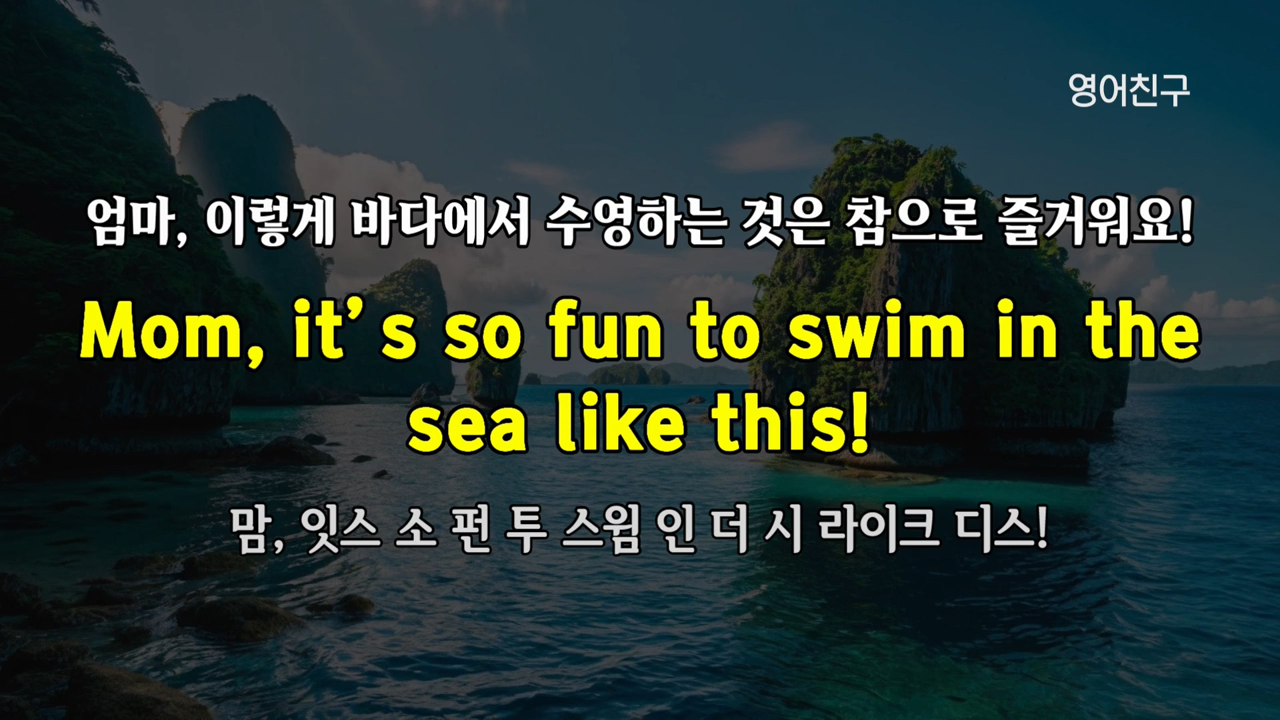 영어친구
엄마, 이렇게 바다에서 수영하는 것은 참으로 즐거워요!
Mom, it’s so fun to swim in the
sea like this!
맘, 잇스 소 펀 투 스윔 인 더 시 라이크 디스!